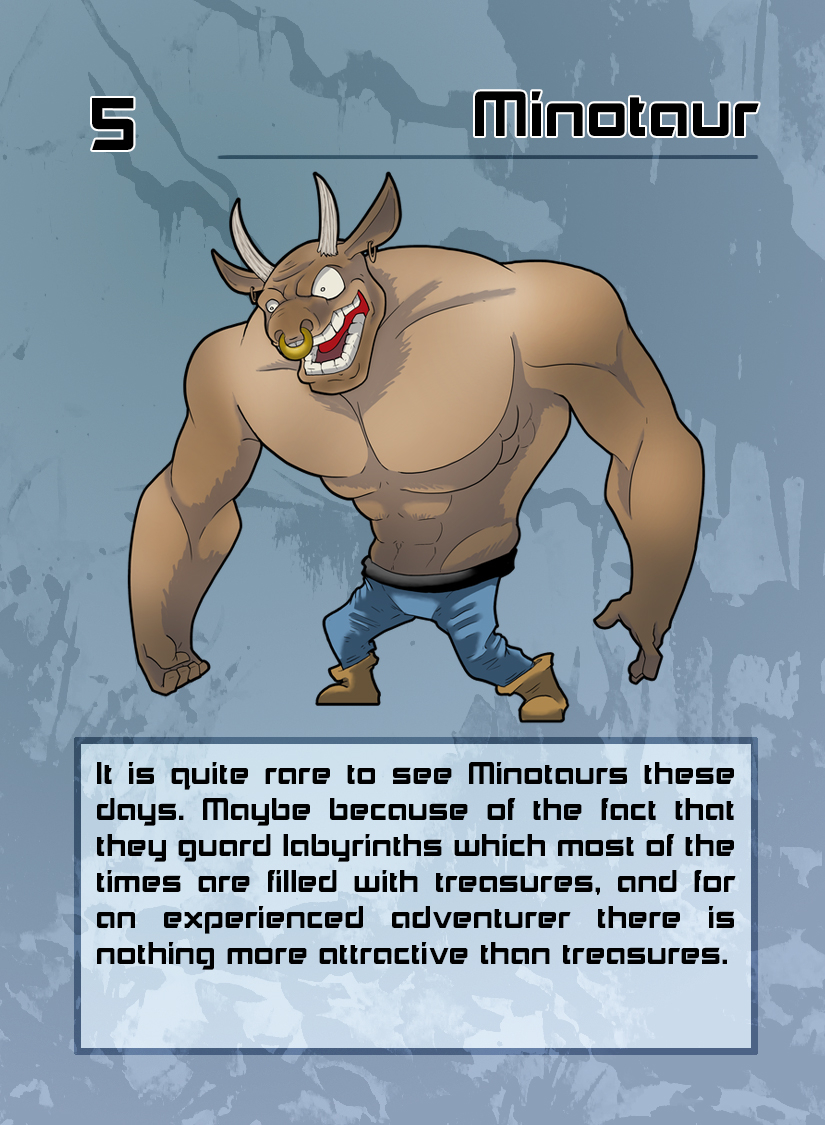 5
Minotaur
It is quite rare to see Minotaurs these
days. Maybe because of the fact that
they guard labyrinths which most of the
times are filled with treasures, and for
an experienced adventurer there is
nothing more attractive than treasures.